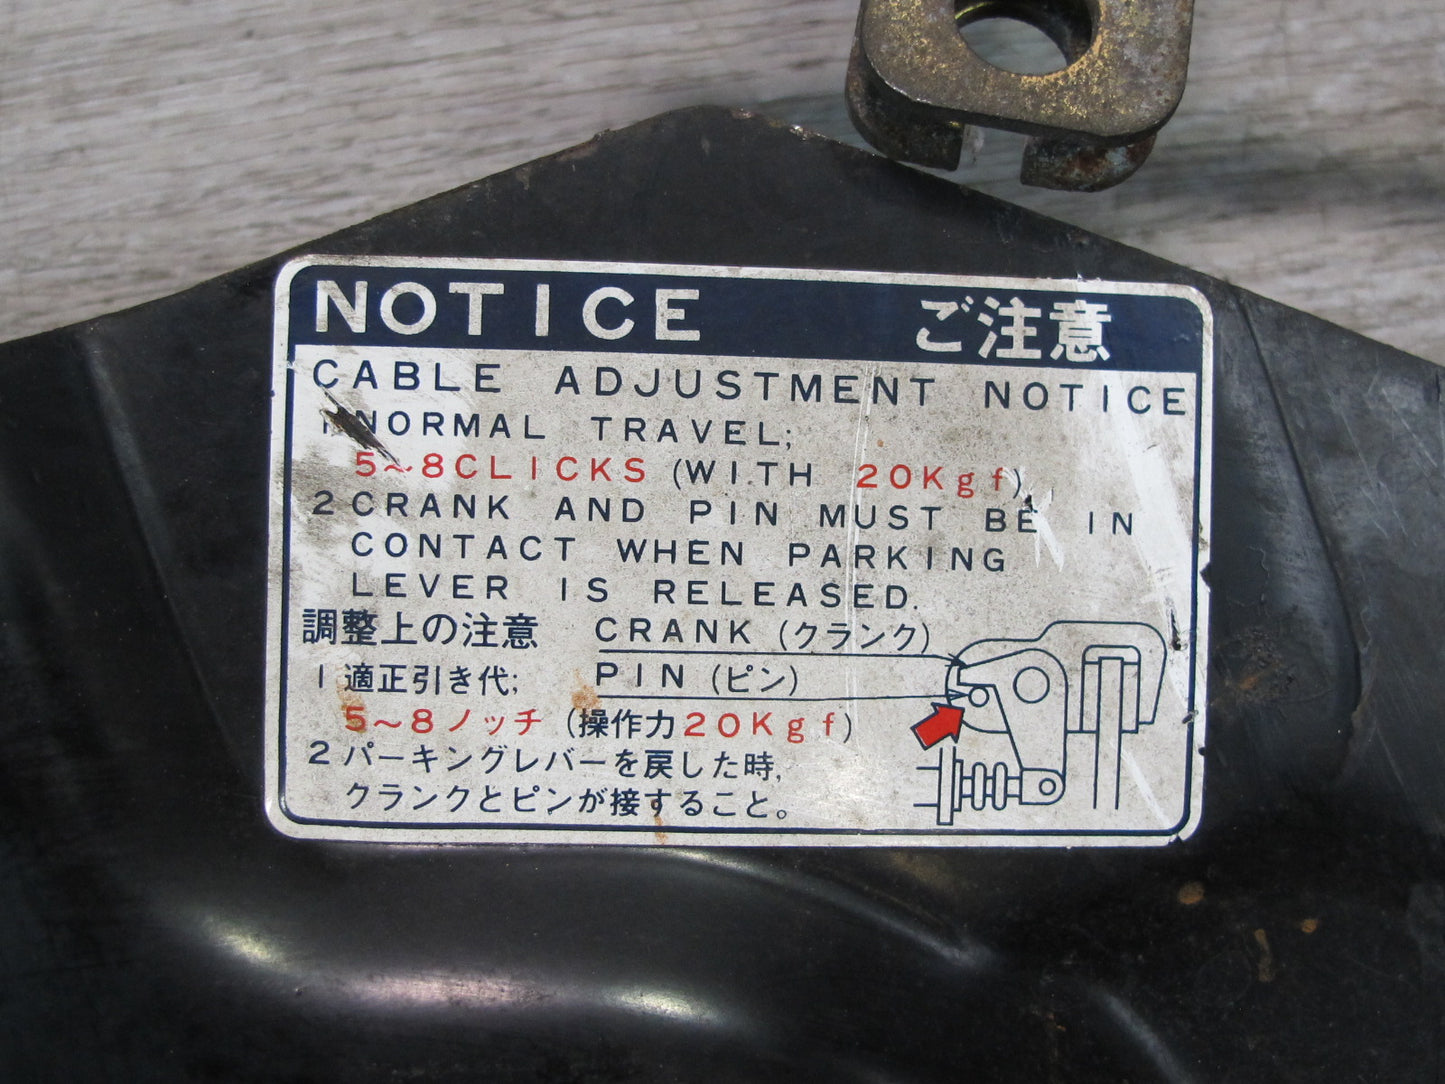 NOTICE ご注意
CABLE ADJUSTMENT NOTICE
1 NORMAL TRAVEL;
5~8CLICKS (WITH 20Kgf)
2 CRANK AND PIN MUST BE IN
CONTACT WHEN PARKING
LEVER IS RELEASED.
調整上の注意 CRANK (クランク)
1 適正引き代; PIN (ピン)
5~8ノッチ (操作力20Kgf)
2 パーキングレバーを戻した時,
クランクとピンが接すること。